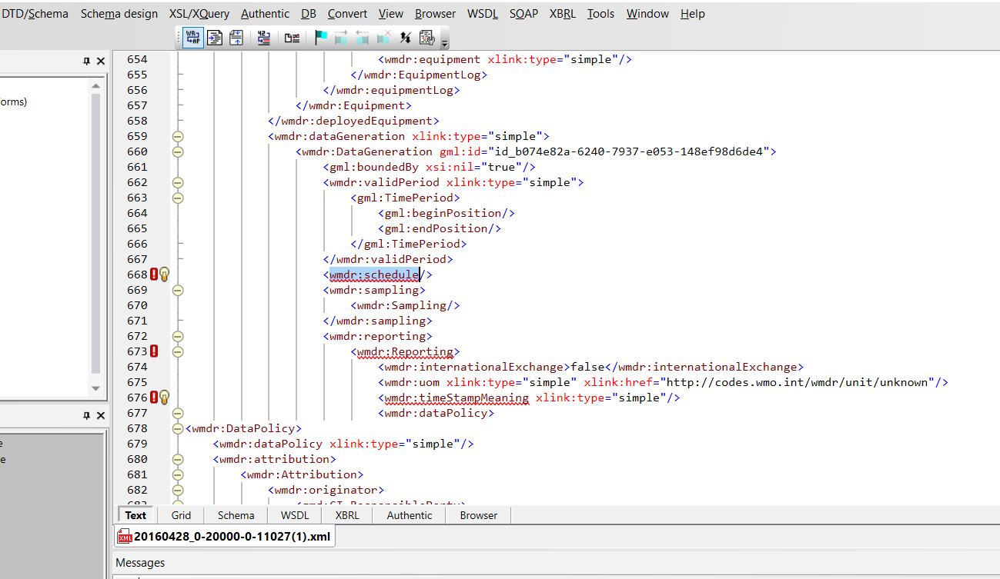 DTD/Schema Schema design XSL/XQuery Authentic DB Convert View Browser WSDL SOAP XBRL Tools Window Help
654 <wmdr:equipment xlink:type="simple"/>
655 </wmdr:EquipmentLog>
656 </wmdr:equipmentLog>
657 </wmdr:Equipment>
658 </wmdr:deployedEquipment>
659 <wmdr:dataGeneration xlink:type="simple">
660 <wmdr:DataGeneration gml:id="id_b074e82a-6240-7937-e053-148ef98d6de4">
661 <gml:boundedBy xsi:nil="true"/>
662 <wmdr:validPeriod xlink:type="simple">
663 <gml:TimePeriod>
664 <gml:beginPosition/>
665 <gml:endPosition/>
666 </gml:TimePeriod>
667 </wmdr:validPeriod>
668 <wmdr:schedule/>
669 <wmdr:sampling>
670 <wmdr:Sampling/>
671 </wmdr:sampling>
672 <wmdr:reporting>
673 <wmdr:Reporting>
674 <wmdr:internationalExchange>false</wmdr:internationalExchange>
675 <wmdr:uom xlink:type="simple" xlink:href="http://codes.wmo.int/wmdr/unit/unknown"/>
676 <wmdr:timeStampMeaning xlink:type="simple"/>
677 <wmdr:dataPolicy>
678 <wmdr:DataPolicy>
679 <wmdr:dataPolicy xlink:type="simple"/>
680 <wmdr:attribution>
681 <wmdr:Attribution>
682 <wmdr:originator>
orms)
e
e
Text Grid Schema WSDL XBRL Authentic Browser
20160428_0-20000-0-11027(1).xml
Messages